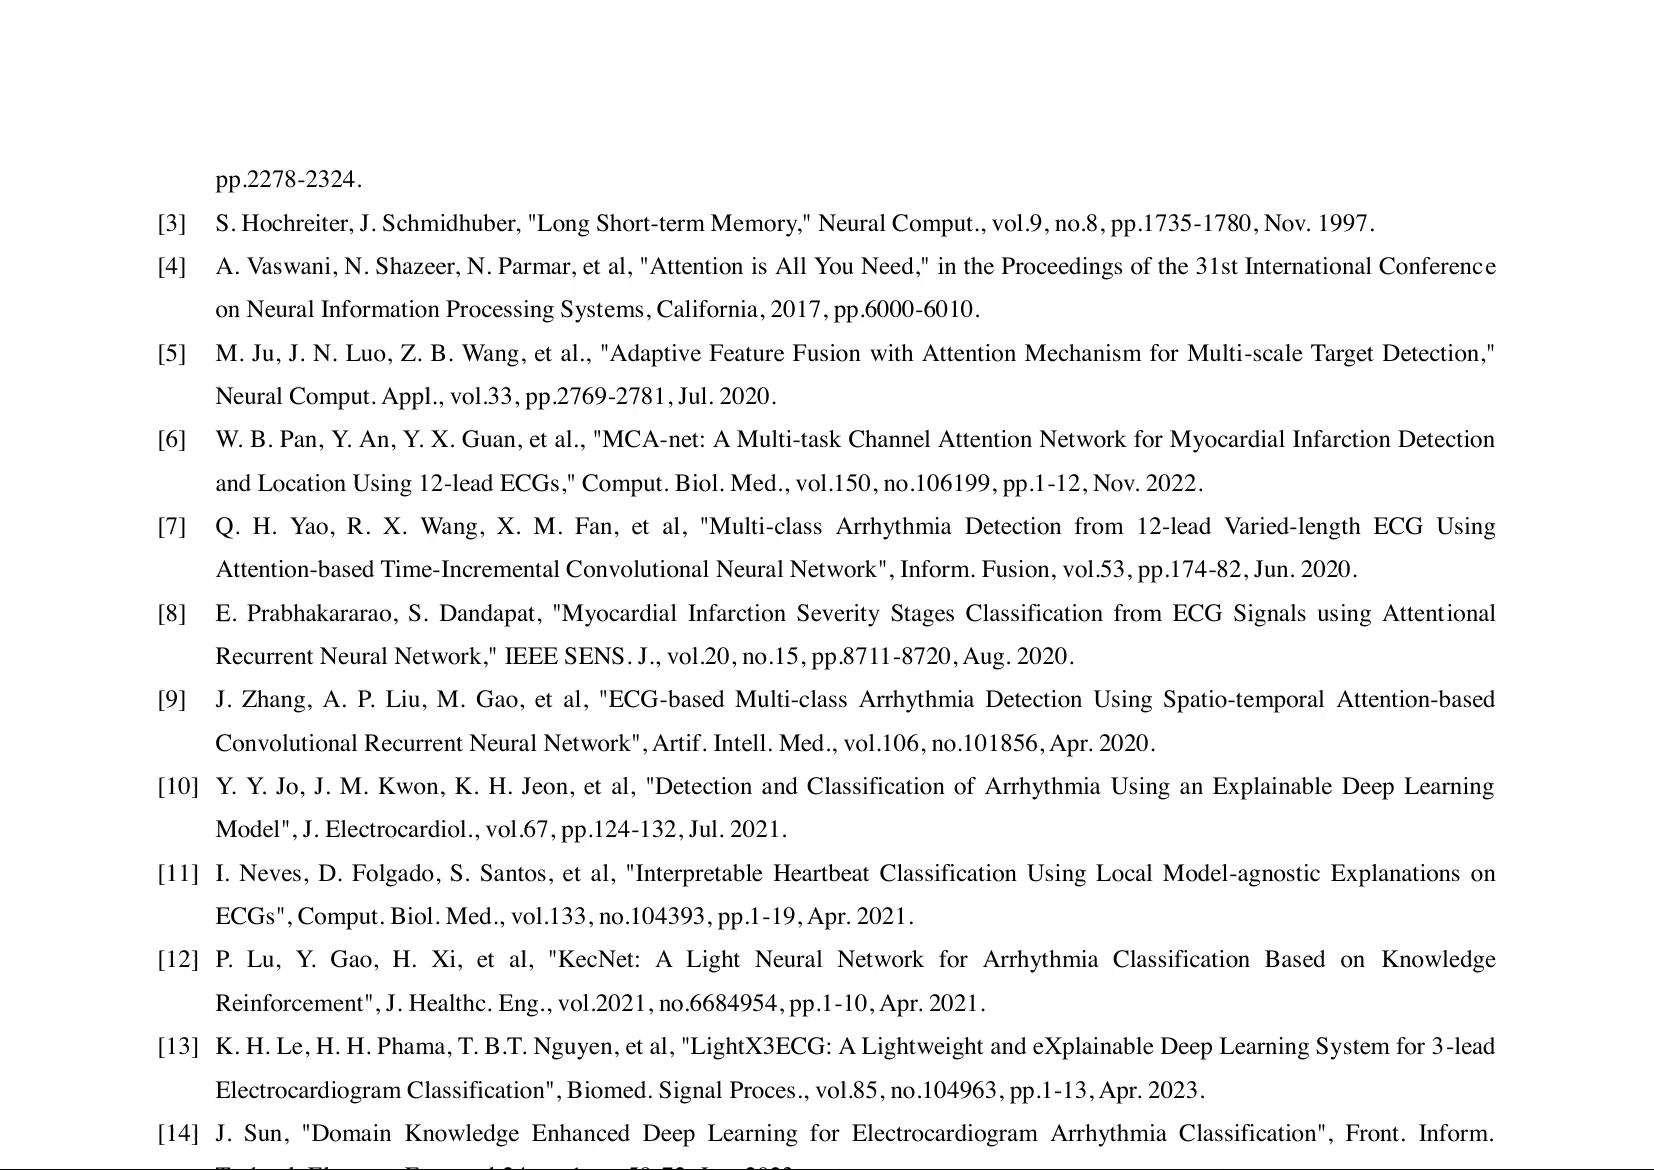 pp.2278-2324.
[3] S. Hochreiter, J. Schmidhuber, "Long Short-term Memory," Neural Comput., vol.9, no.8, pp.1735-1780, Nov. 1997.
[4] A. Vaswani, N. Shazeer, N. Parmar, et al, "Attention is All You Need," in the Proceedings of the 31st International Conference
on Neural Information Processing Systems, California, 2017, pp.6000-6010.
[5] M. Ju, J. N. Luo, Z. B. Wang, et al., "Adaptive Feature Fusion with Attention Mechanism for Multi-scale Target Detection,"
Neural Comput. Appl., vol.33, pp.2769-2781, Jul. 2020.
[6] W. B. Pan, Y. An, Y. X. Guan, et al., "MCA-net: A Multi-task Channel Attention Network for Myocardial Infarction Detection
and Location Using 12-lead ECGs," Comput. Biol. Med., vol.150, no.106199, pp.1-12, Nov. 2022.
[7] Q. H. Yao, R. X. Wang, X. M. Fan, et al, "Multi-class Arrhythmia Detection from 12-lead Varied-length ECG Using
Attention-based Time-Incremental Convolutional Neural Network", Inform. Fusion, vol.53, pp.174-82, Jun. 2020.
[8] E. Prabhakararao, S. Dandapat, "Myocardial Infarction Severity Stages Classification from ECG Signals using Attentional
Recurrent Neural Network," IEEE SENS. J., vol.20, no.15, pp.8711-8720, Aug. 2020.
[9] J. Zhang, A. P. Liu, M. Gao, et al, "ECG-based Multi-class Arrhythmia Detection Using Spatio-temporal Attention-based
Convolutional Recurrent Neural Network", Artif. Intell. Med., vol.106, no.101856, Apr. 2020.
[10] Y. Y. Jo, J. M. Kwon, K. H. Jeon, et al, "Detection and Classification of Arrhythmia Using an Explainable Deep Learning
Model", J. Electrocardiol., vol.67, pp.124-132, Jul. 2021.
[11] I. Neves, D. Folgado, S. Santos, et al, "Interpretable Heartbeat Classification Using Local Model-agnostic Explanations on
ECGs", Comput. Biol. Med., vol.133, no.104393, pp.1-19, Apr. 2021.
[12] P. Lu, Y. Gao, H. Xi, et al, "KecNet: A Light Neural Network for Arrhythmia Classification Based on Knowledge
Reinforcement", J. Healthc. Eng., vol.2021, no.6684954, pp.1-10, Apr. 2021.
[13] K. H. Le, H. H. Phama, T. B.T. Nguyen, et al, "LightX3ECG: A Lightweight and eXplainable Deep Learning System for 3-lead
Electrocardiogram Classification", Biomed. Signal Proces., vol.85, no.104963, pp.1-13, Apr. 2023.
[14] J. Sun, "Domain Knowledge Enhanced Deep Learning for Electrocardiogram Arrhythmia Classification", Front. Inform.